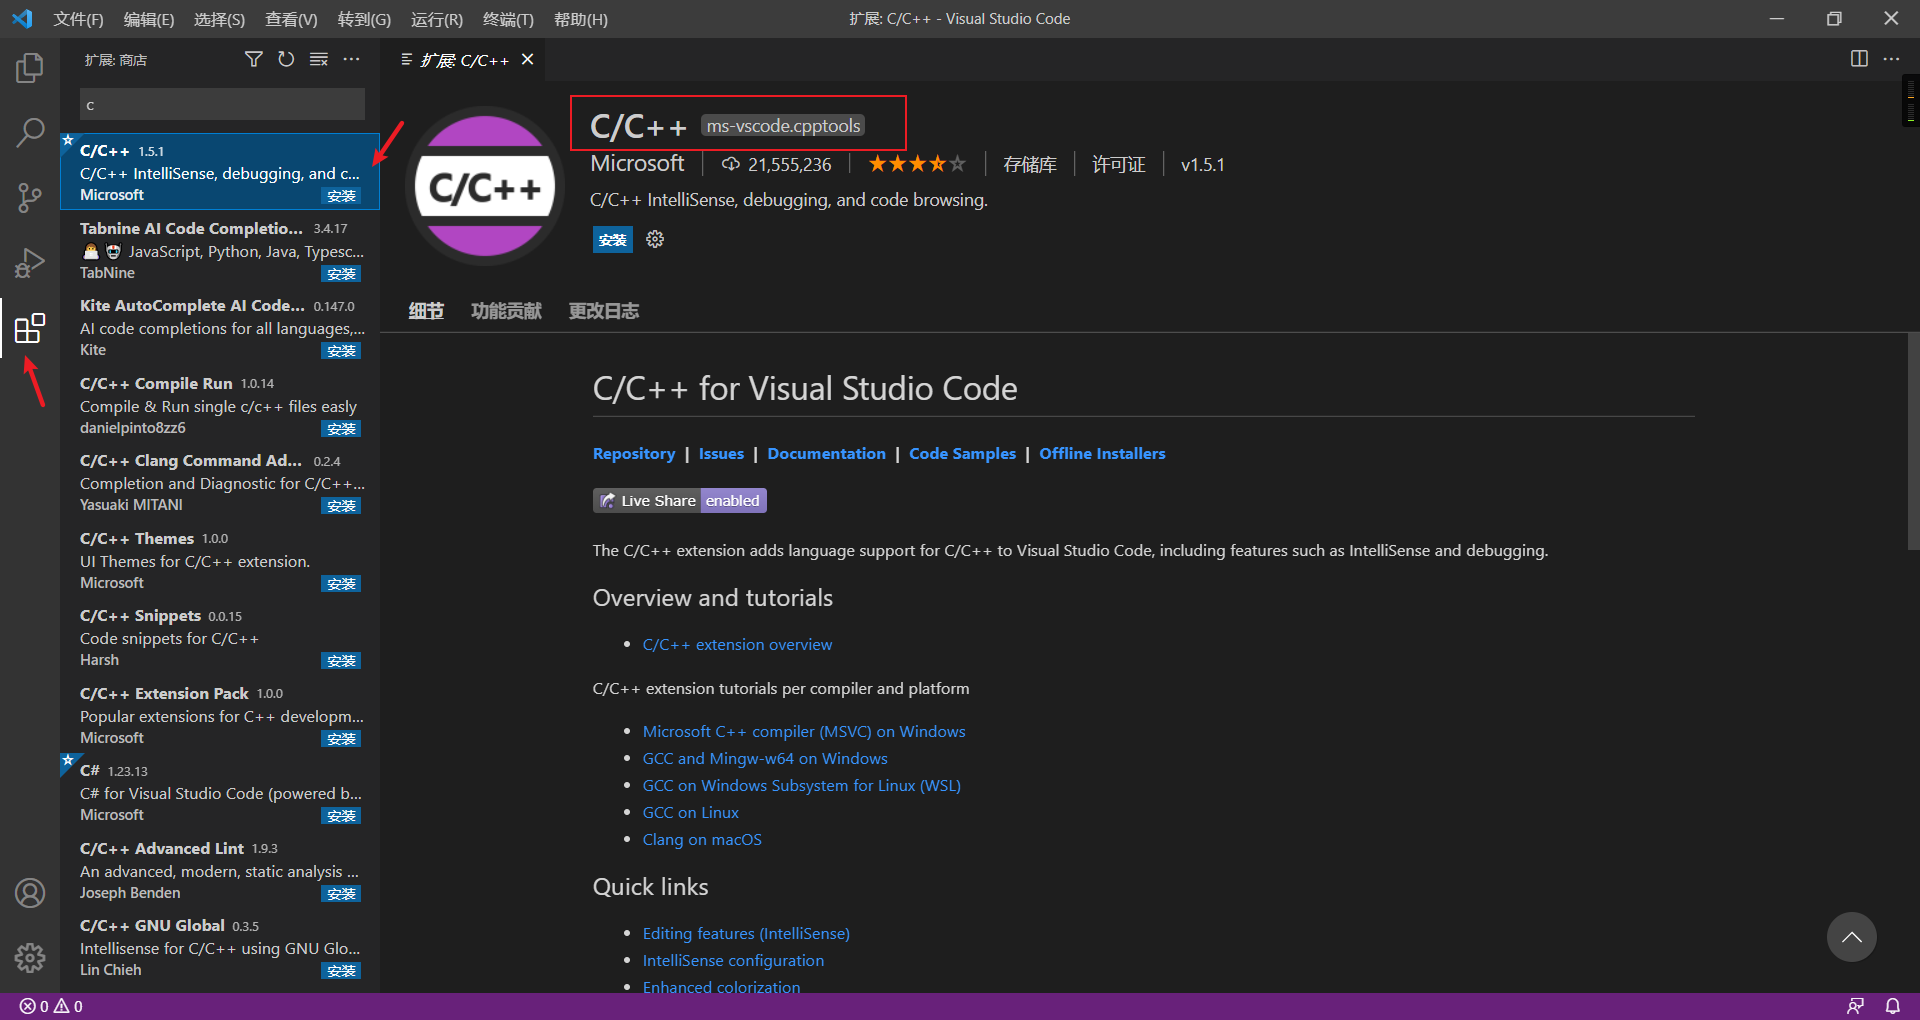 文件(F) 编辑(E) 选择(S) 查看(V) 转到(G) 运行(R) 终端(T) 帮助(H) 扩展: C/C++ - Visual Studio Code
扩展: 商店
c
C/C++ 1.5.1
C/C++ IntelliSense, debugging, and c...
Microsoft 安装
Tabnine AI Code Completio... 3.4.17
JavaScript, Python, Java, Typesc...
TabNine 安装
Kite AutoComplete AI Code... 0.147.0
AI code completions for all languages,...
Kite 安装
C/C++ Compile Run 1.0.14
Compile & Run single c/c++ files easly
danielpinto8zz6 安装
C/C++ Clang Command Ad... 0.2.4
Completion and Diagnostic for C/C++...
Yasuaki MITANI 安装
C/C++ Themes 1.0.0
UI Themes for C/C++ extension.
Microsoft 安装
C/C++ Snippets 0.0.15
Code snippets for C/C++
Harsh 安装
C/C++ Extension Pack 1.0.0
Popular extensions for C++ developm...
Microsoft 安装
C# 1.23.13
C# for Visual Studio Code (powered b...
Microsoft 安装
C/C++ Advanced Lint 1.9.3
An advanced, modern, static analysis ...
Joseph Benden 安装
C/C++ GNU Global 0.3.5
Intellisense for C/C++ using GNU Glo...
Lin Chieh 安装
扩展: C/C++
C/C++
C/C++ ms-vscode.cpptools
Microsoft | 21,555,236 | 存储库 | 许可证 | v1.5.1
C/C++ IntelliSense, debugging, and code browsing.
安装
细节 功能贡献 更改日志
C/C++ for Visual Studio Code
Repository | Issues | Documentation | Code Samples | Offline Installers
Live Share enabled
The C/C++ extension adds language support for C/C++ to Visual Studio Code, including features such as IntelliSense and debugging.
Overview and tutorials
C/C++ extension overview
C/C++ extension tutorials per compiler and platform
Microsoft C++ compiler (MSVC) on Windows
GCC and Mingw-w64 on Windows
GCC on Windows Subsystem for Linux (WSL)
GCC on Linux
Clang on macOS
Quick links
Editing features (IntelliSense)
IntelliSense configuration
Enhanced colorization
0 0